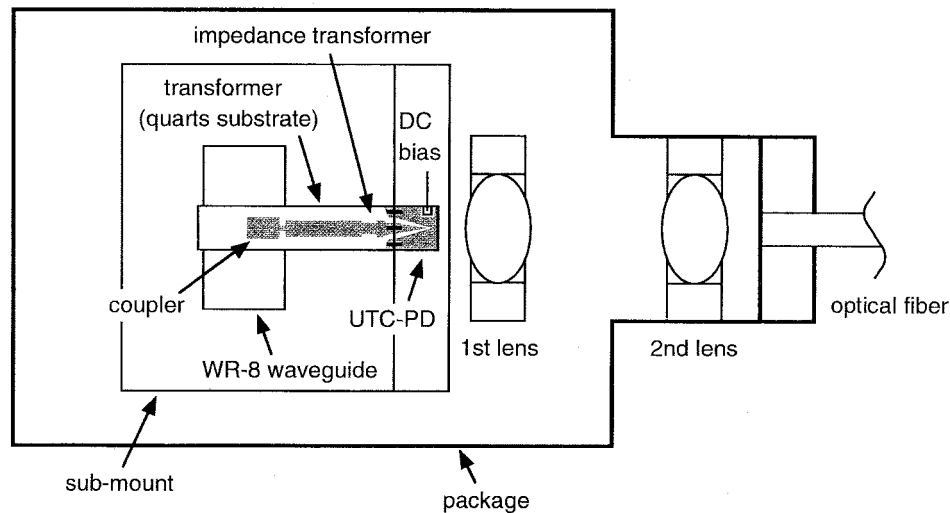 impedance transformer
transformer
(quarts substrate)
DC
bias
coupler
UTC-PD
WR-8 waveguide
1st lens
2nd lens
optical fiber
sub-mount
package